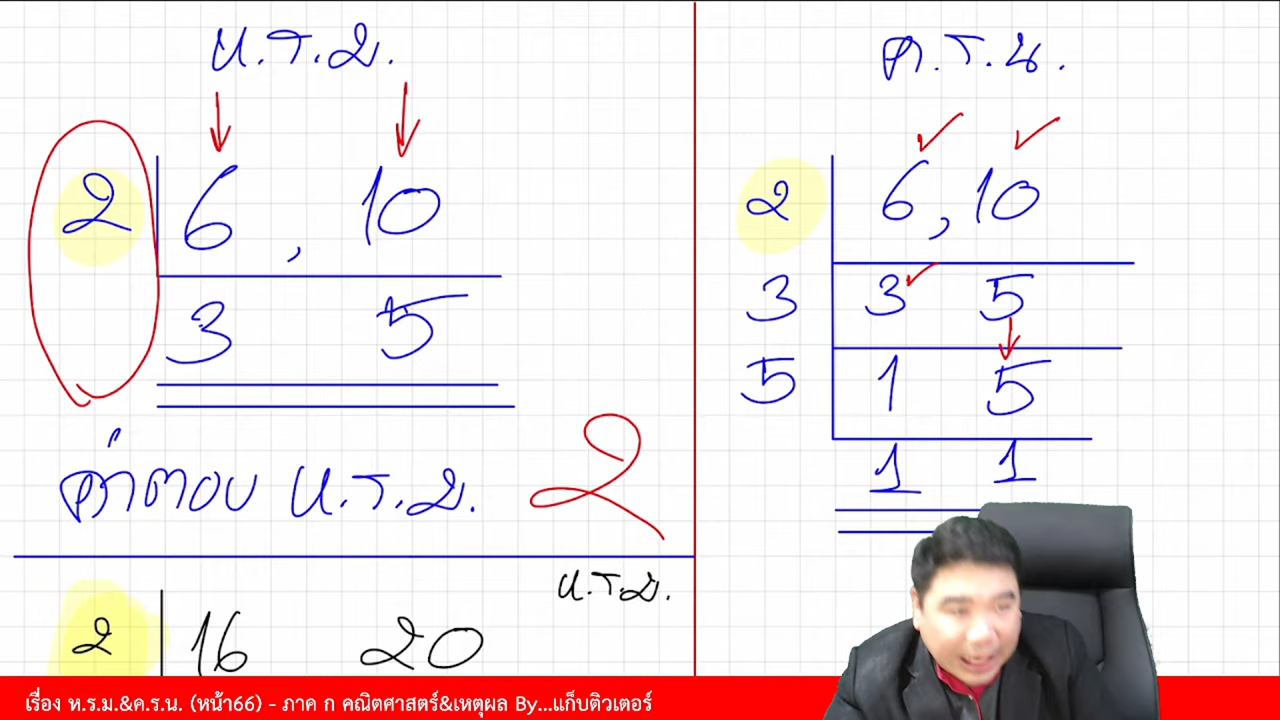 ห.ร.ม.
2 6 , 10
3 5
คำตอบ ห.ร.ม. 2
ห.ร.ม.
2 16 20
ค.ร.น.
2 6 , 10
3 3 5
5 1 5
1 1
เรื่อง ห.ร.ม.&ค.ร.น. (หน้า66) - ภาค ก คณิตศาสตร์&เหตุผล By...แก็บติวเตอร์